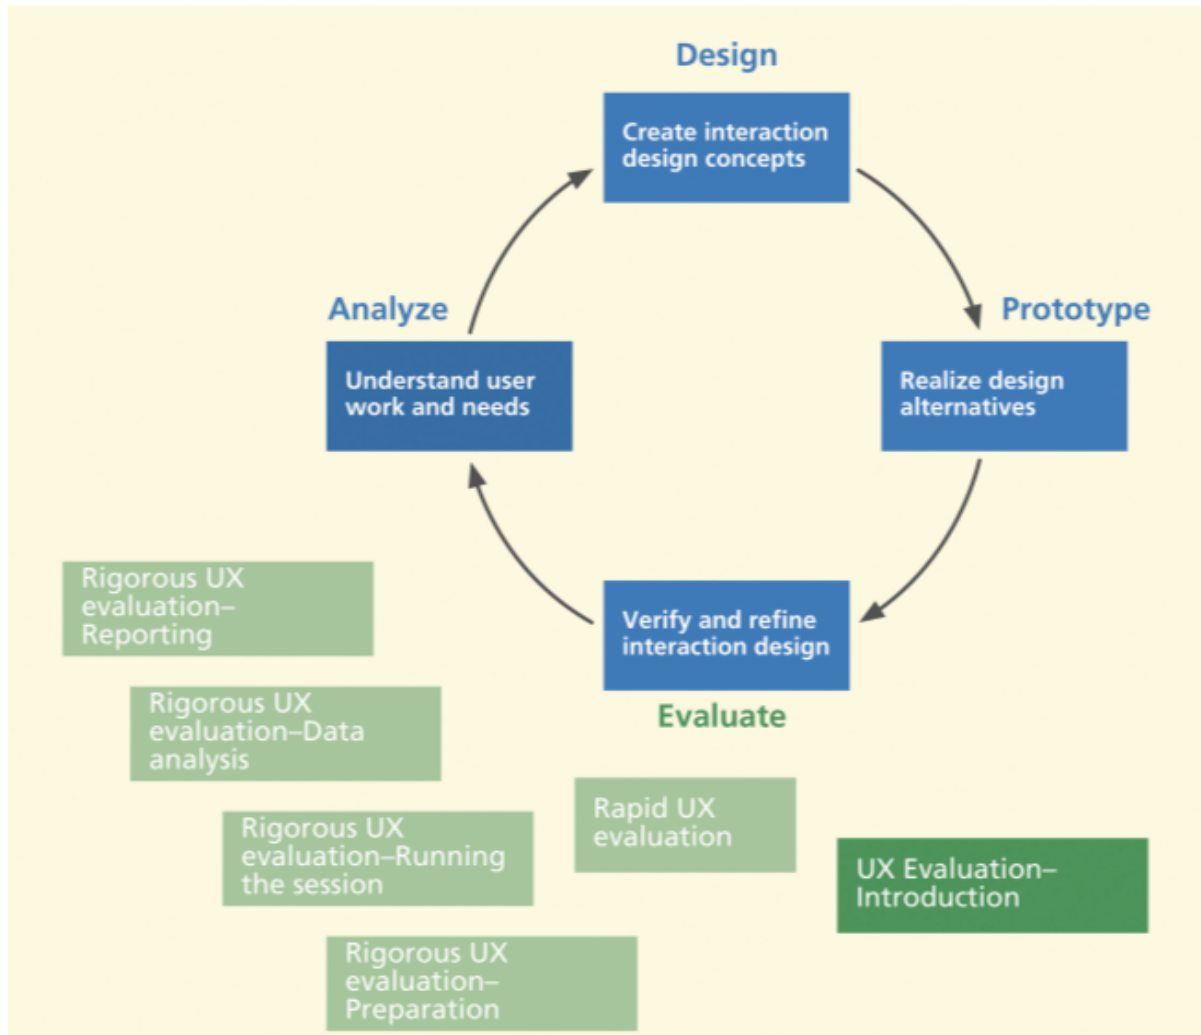 Design
Create interaction
design concepts
Analyze
Prototype
Understand user
work and needs
Realize design
alternatives
Verify and refine
interaction design
Evaluate
Rigorous UX
evaluation–
Reporting
Rigorous UX
evaluation–Data
analysis
Rapid UX
evaluation
Rigorous UX
evaluation–Running
the session
UX Evaluation–
Introduction
Rigorous UX
evaluation–
Preparation